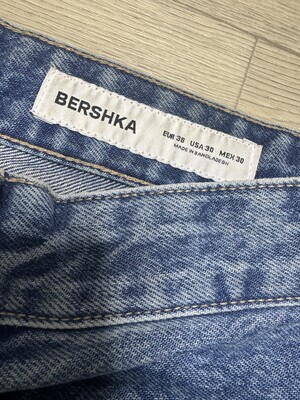 BERSHKA
EUR 38 USA 30 MEX 30
MADE IN BANGLADESH